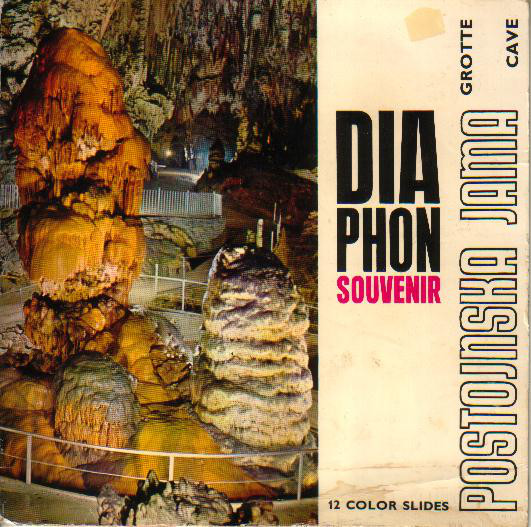 DIA
PHON
SOUVENIR
12 COLOR SLIDES
POSTOJNSKA JAMA
GROTTE
CAVE